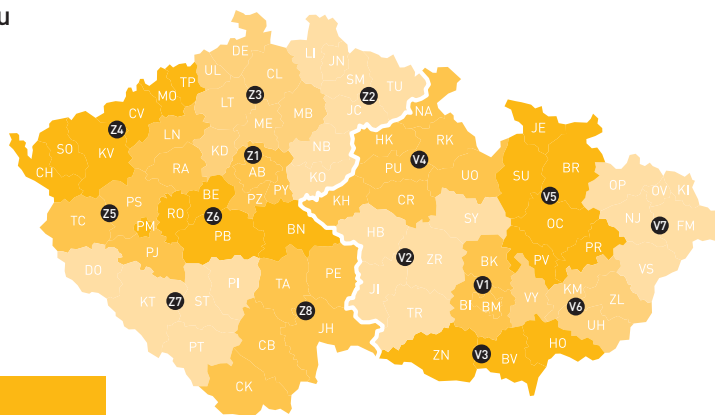 u
DE
LI
JN
UL
CL
SM
TU
TP
MO
Z3
Z2
LT
JC
NA
CV
MB
ME
JE
Z4
LN
HK
RK
SO
KV
KD
Z1
NB
V4
BR
CH
RA
AB
KO
PU
UO
SU
V5
OP
OV
KI
BE
PZ
PY
KH
CR
PS
TC
Z5
RO
Z6
SY
OC
NJ
V7
FM
PM
PB
BN
HB
PR
PJ
V2
ZR
BK
PV
VS
DO
PI
TA
PE
V1
KM
KT
Z7
ST
JI
BI
BM
VY
V6
ZL
Z8
TR
UH
JH
PT
CB
ZN
V3
BV
HO
CK